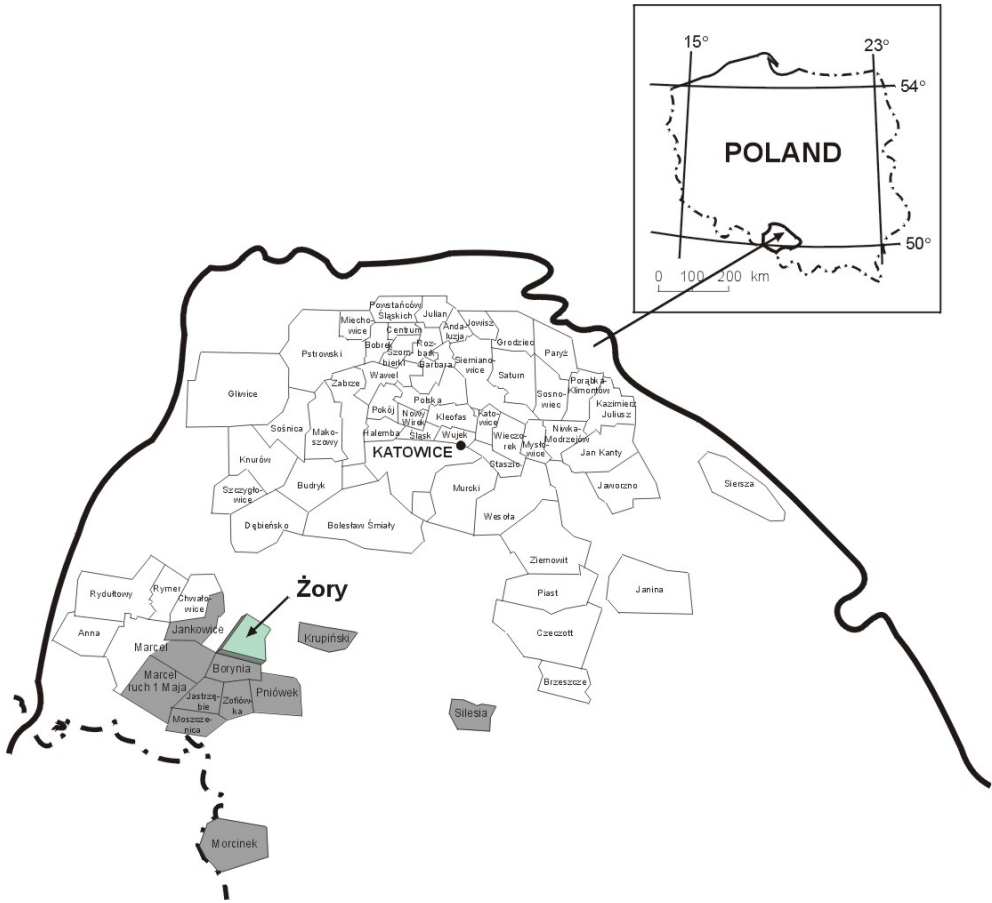 15°
23°
54°
POLAND
50°
0 100 200 km
Powstańców
Śląskich
Julian
Miecho-
wice
Centrum
Anda-
luzja
Jowisz
Bobrek
Roz-
bark
Grodziec
Pstrowski
Szom-
bierki
Barbara
Siemiano-
wice
Paryż
Zabrze
Wawel
Saturn
Porąbka-
Klimontów
Gliwice
Polska
Sosno-
wiec
Kazimierz
Juliusz
Pokój
Nowy
Wirek
Kleofas
Kato-
wice
Sośnica
Mako-
szowy
Halemba
Śląsk
Wujek
Wieczo-
rek
Mysło-
wice
Niwka-
Modrzejów
KATOWICE
Jan Kanty
Knurów
Staszic
Szczygło-
wice
Budryk
Murcki
Jaworzno
Siersza
Dębieńsko
Bolesław Śmiały
Wesoła
Ziemowit
Rydułtowy
Rymer
Chwało-
wice
Żory
Piast
Janina
Anna
Jankowice
Krupiński
Czeczott
Marcel
Marcel
ruch 1 Maja
Borynia
Pniówek
Brzeszcze
Jastrzę-
bie
Zofiów-
ka
Moszcze-
nica
Silesia
Morcinek